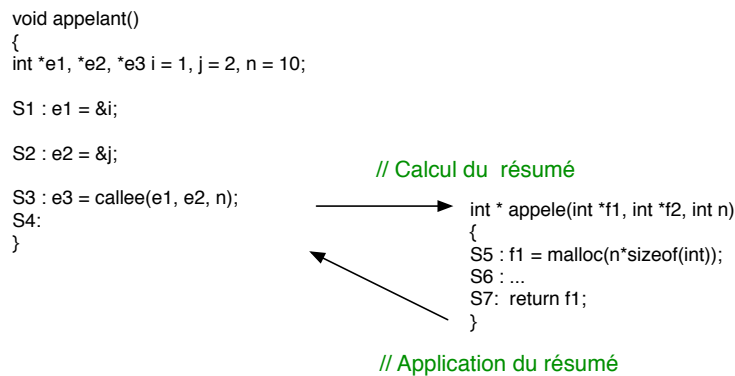 void appelant()
{
int *e1, *e2, *e3 i = 1, j = 2, n = 10;
S1 : e1 = &i;
S2 : e2 = &j;
S3 : e3 = callee(e1, e2, n);
S4:
}
// Calcul du résumé
int * appele(int *f1, int *f2, int n)
{
S5 : f1 = malloc(n*sizeof(int));
S6 : ...
S7: return f1;
}
// Application du résumé